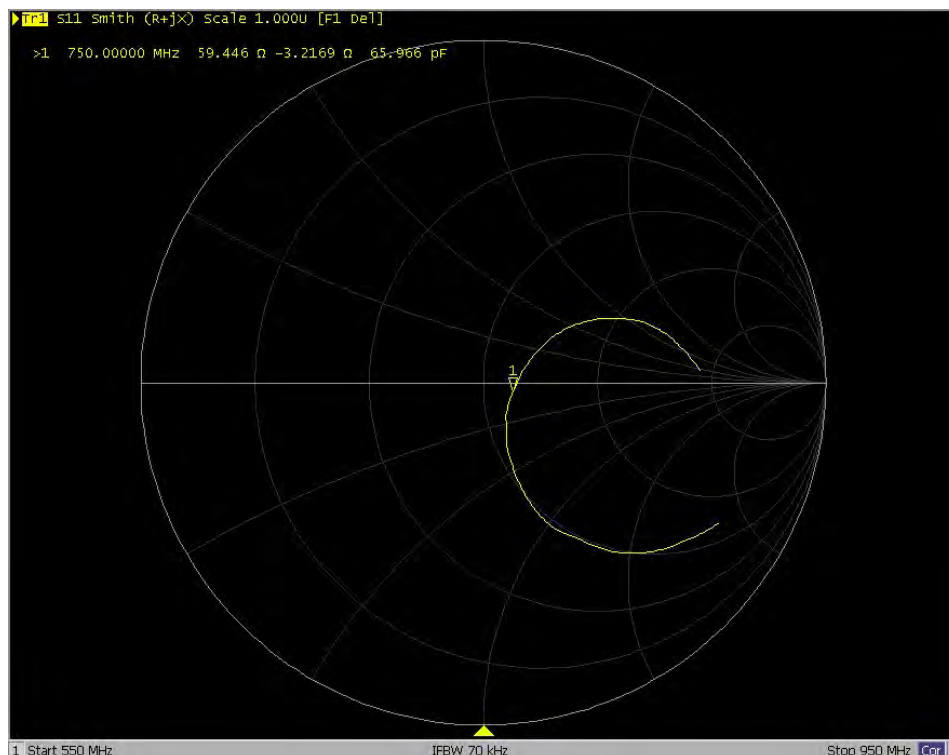 Tr1 S11 Smith (R+jX) Scale 1.000U [F1 Del]
>1 750.00000 MHz 59.446 Ω -3.2169 Ω 65.966 pF
1
1 Start 550 MHz IFBW 70 kHz Stop 950 MHz Cor